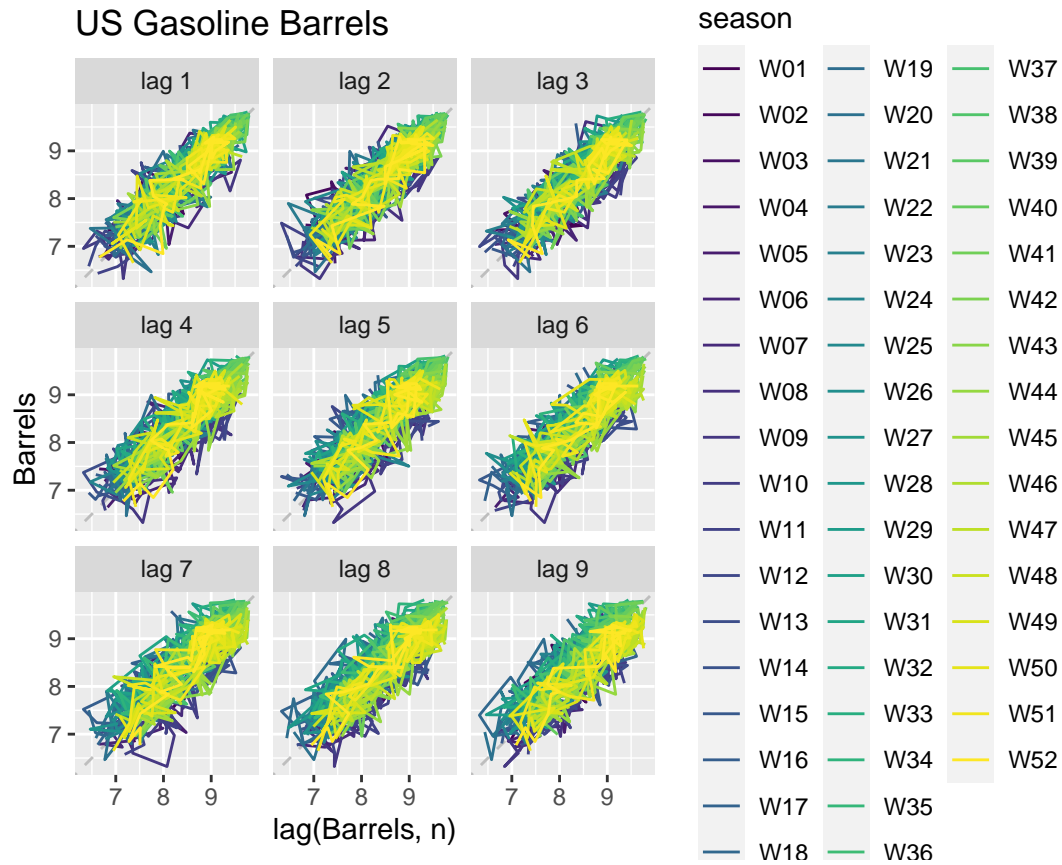 US Gasoline Barrels
lag 1 lag 2 lag 3
9
8
7
lag 4 lag 5 lag 6
9
8
7
lag 7 lag 8 lag 9
9
8
7
7 8 9 7 8 9 7 8 9
lag(Barrels, n)
Barrels
season
W01 W19 W37
W02 W20 W38
W03 W21 W39
W04 W22 W40
W05 W23 W41
W06 W24 W42
W07 W25 W43
W08 W26 W44
W09 W27 W45
W10 W28 W46
W11 W29 W47
W12 W30 W48
W13 W31 W49
W14 W32 W50
W15 W33 W51
W16 W34 W52
W17 W35
W18 W36